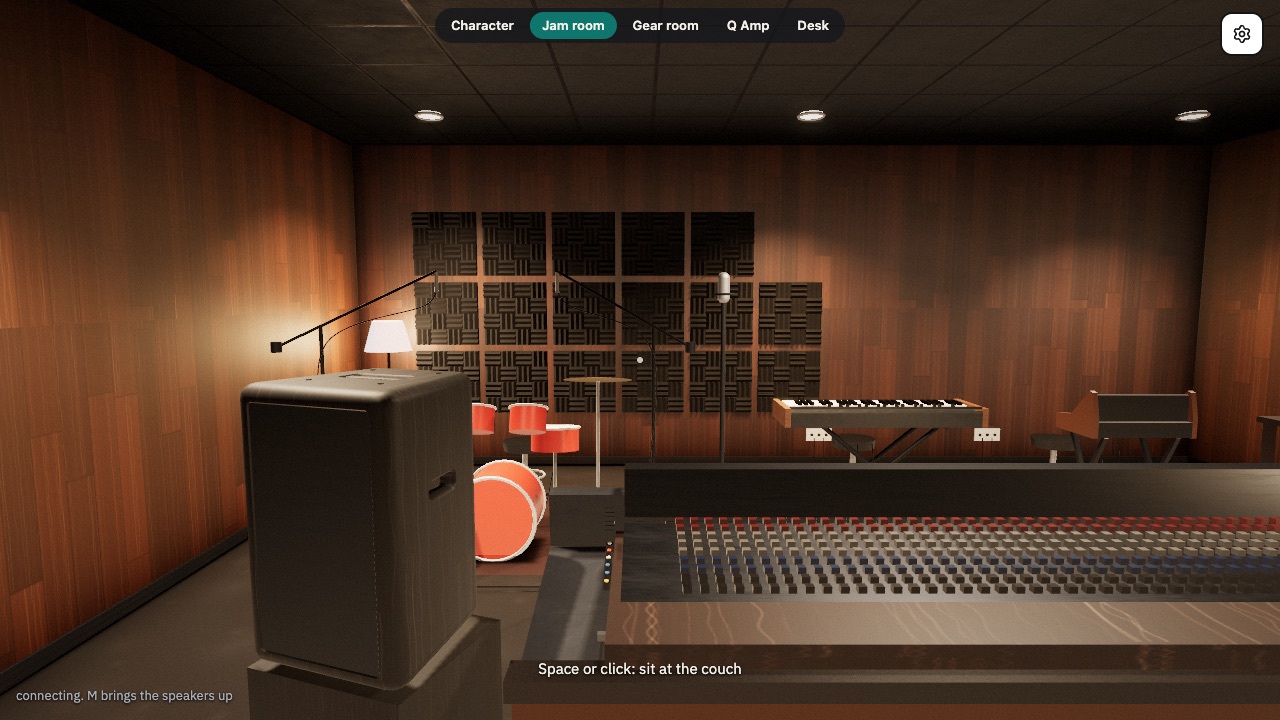 Character
Jam room
Gear room
Q Amp
Desk
Space or click: sit at the couch
connecting. M brings the speakers up